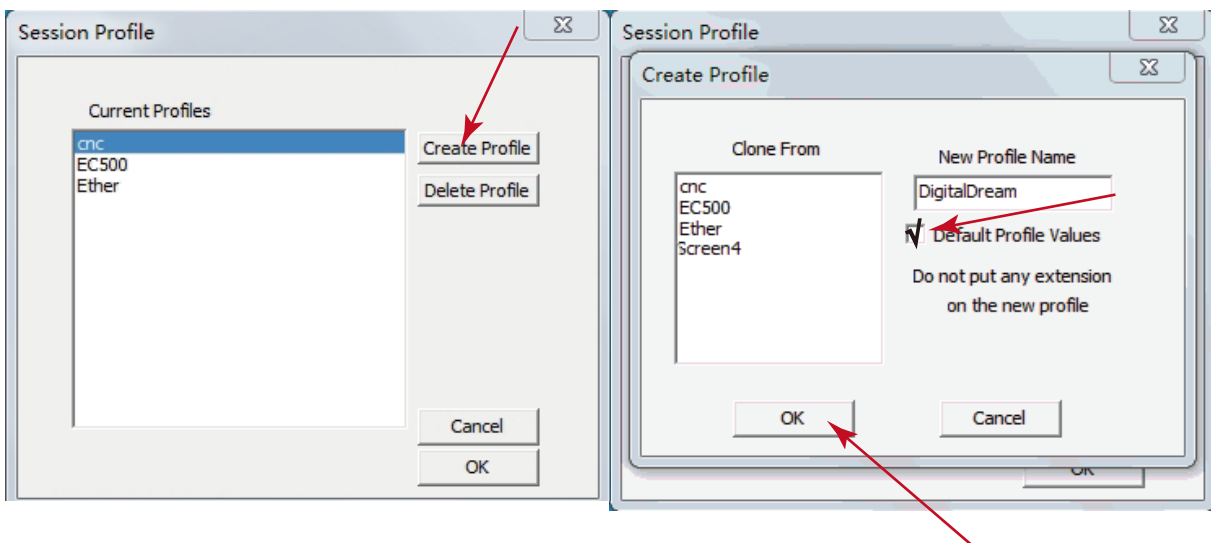 Session Profile
Current Profiles
cnc
EC500
Ether
Create Profile
Delete Profile
Cancel
OK
Session Profile
Create Profile
Clone From
cnc
EC500
Ether
Screen4
New Profile Name
DigitalDream
Default Profile Values
Do not put any extension
on the new profile
OK
Cancel
OK